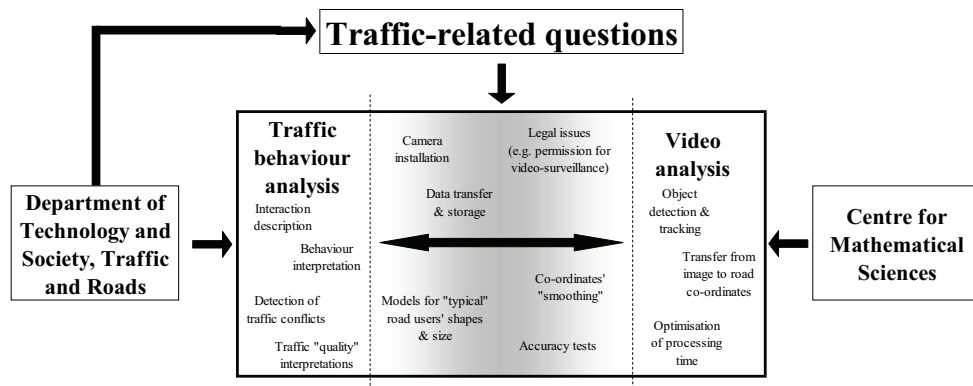 Traffic-related questions
Traffic
behaviour
analysis
Interaction
description
Behaviour
interpretation
Detection of
traffic conflicts
Traffic "quality"
interpretations
Camera
installation
Legal issues
(e.g. permission for
video-surveillance)
Data transfer
& storage
Co-ordinates'
"smoothing"
Models for "typical"
road users' shapes
& size
Accuracy tests
Video
analysis
Object
detection &
tracking
Transfer from
image to road
co-ordinates
Optimisation
of processing
time
Department of
Technology and
Society, Traffic
and Roads
Centre for
Mathematical
Sciences